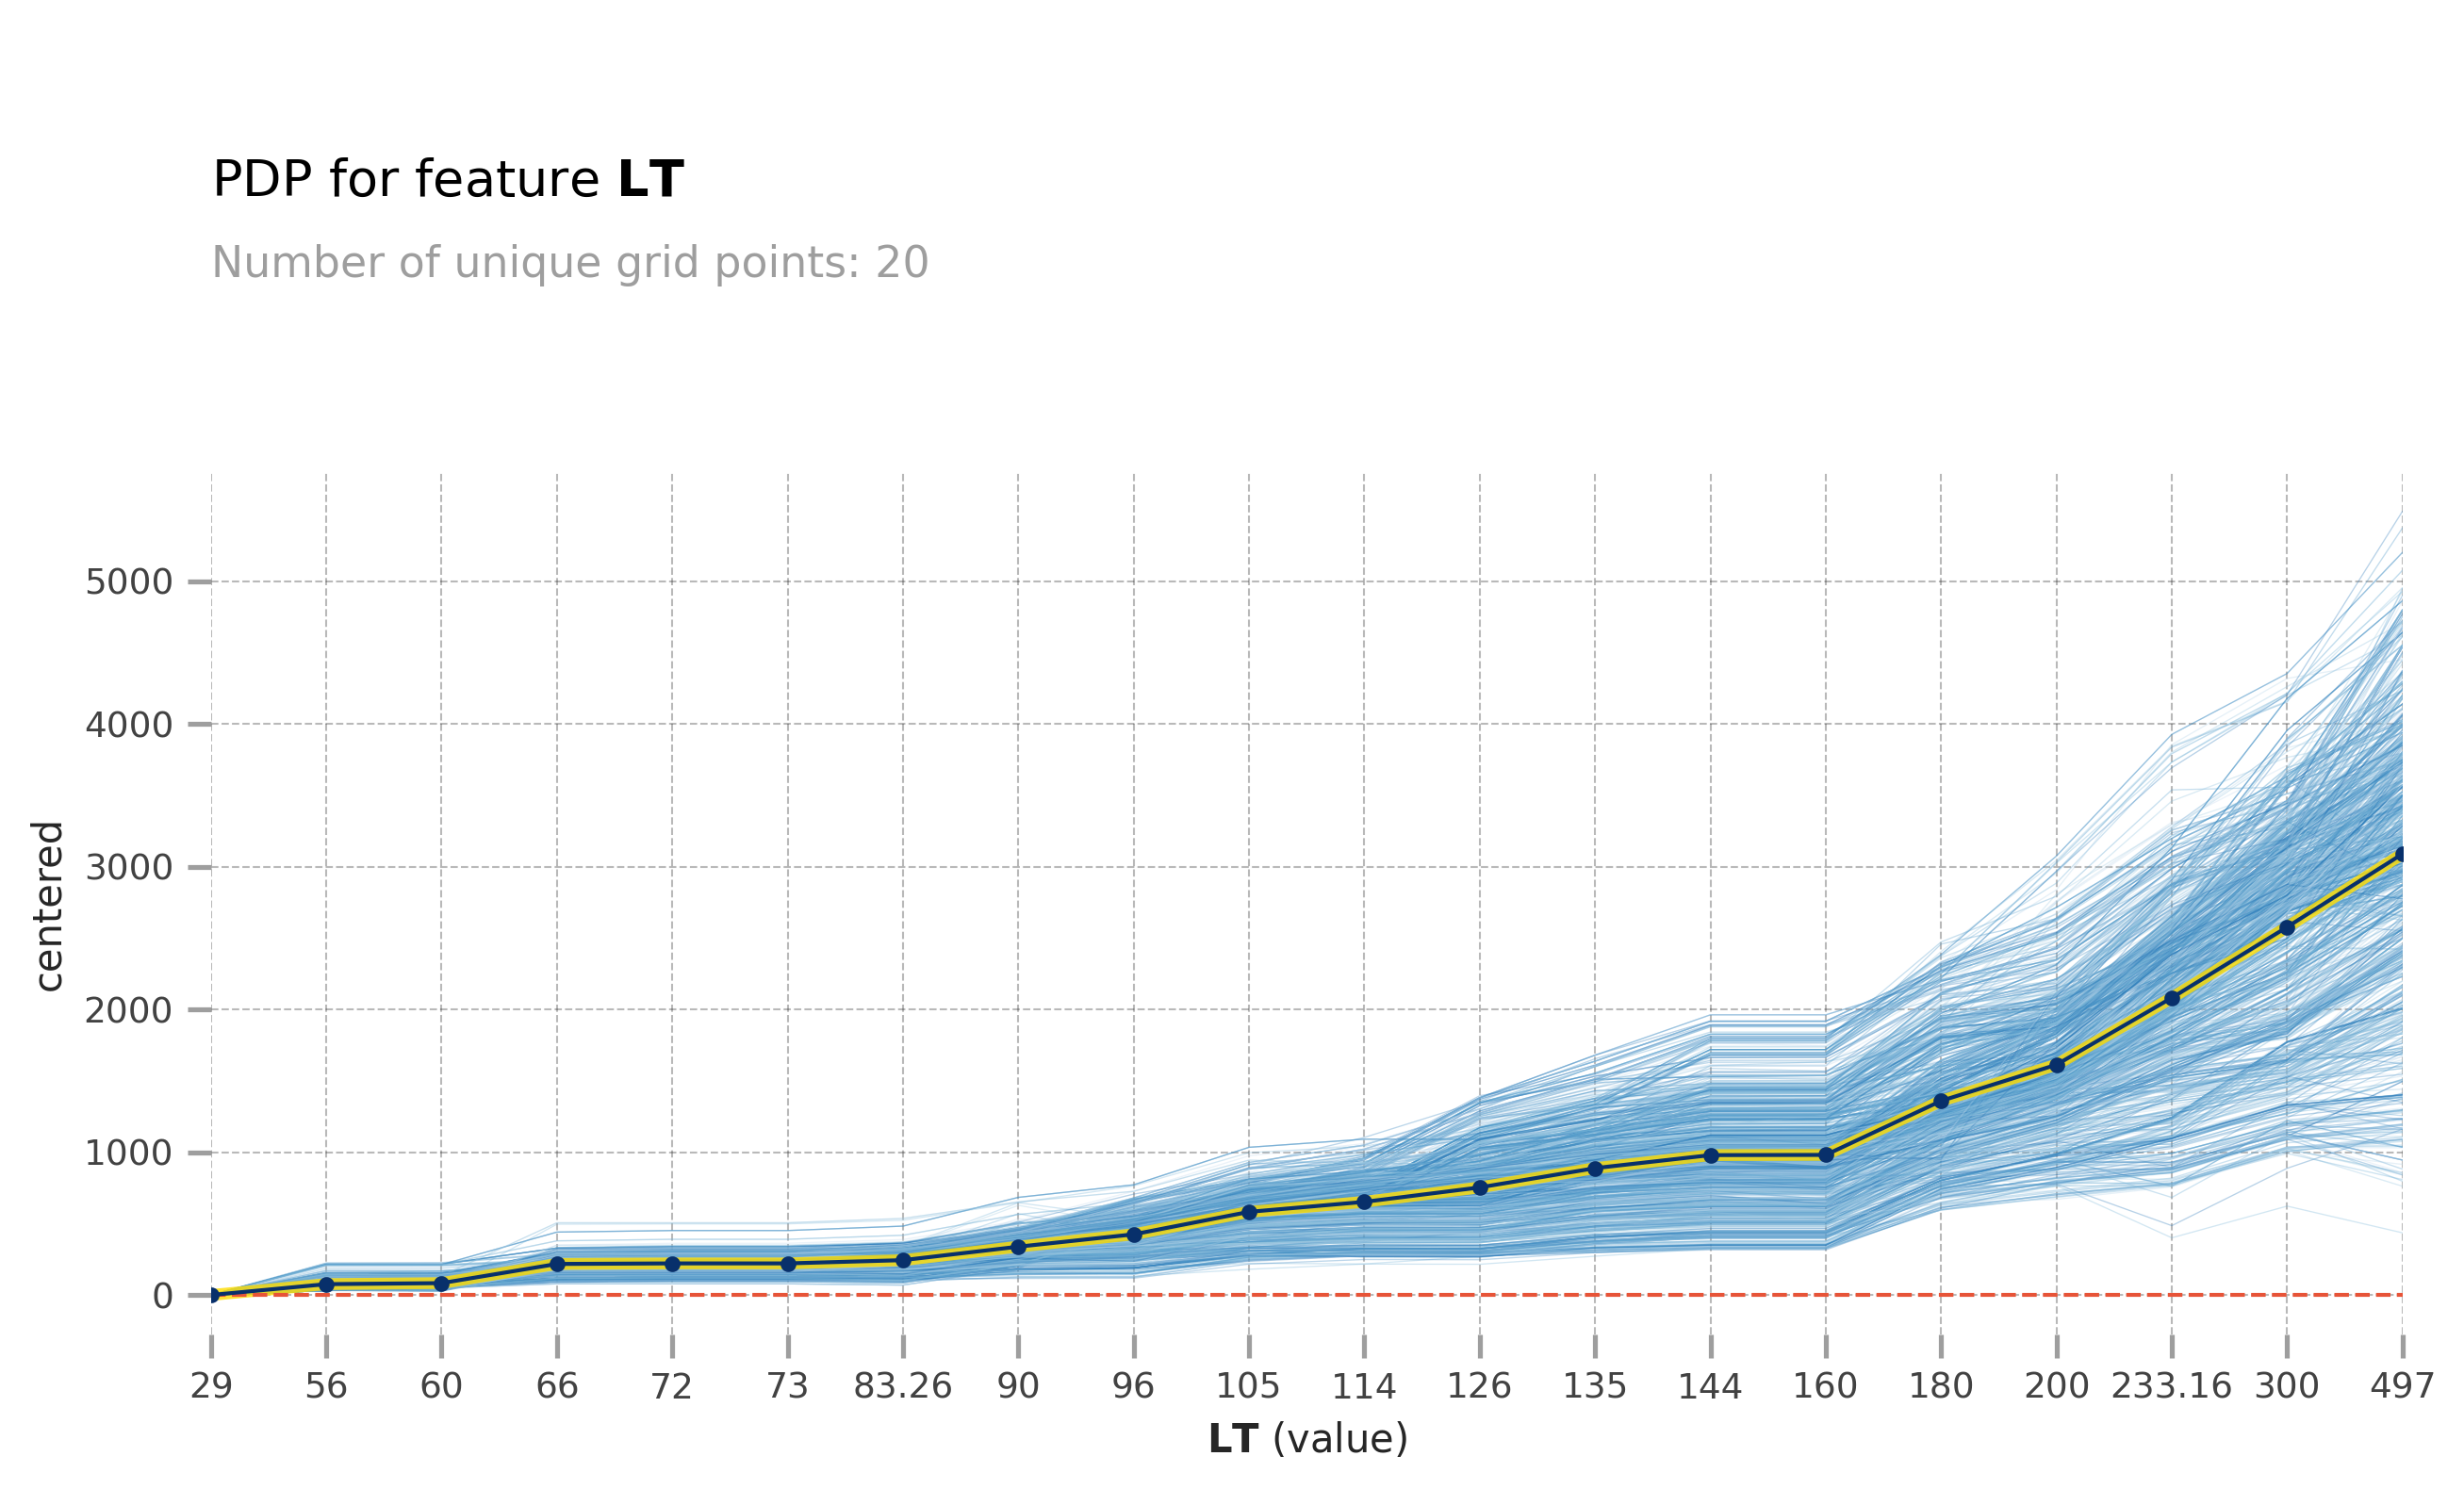 PDP for feature LT
Number of unique grid points: 20
5000
4000
3000
2000
1000
0
centered
29 56 60 66 72 73 83.26 90 96 105 114 126 135 144 160 180 200 233.16 300 497
LT (value)